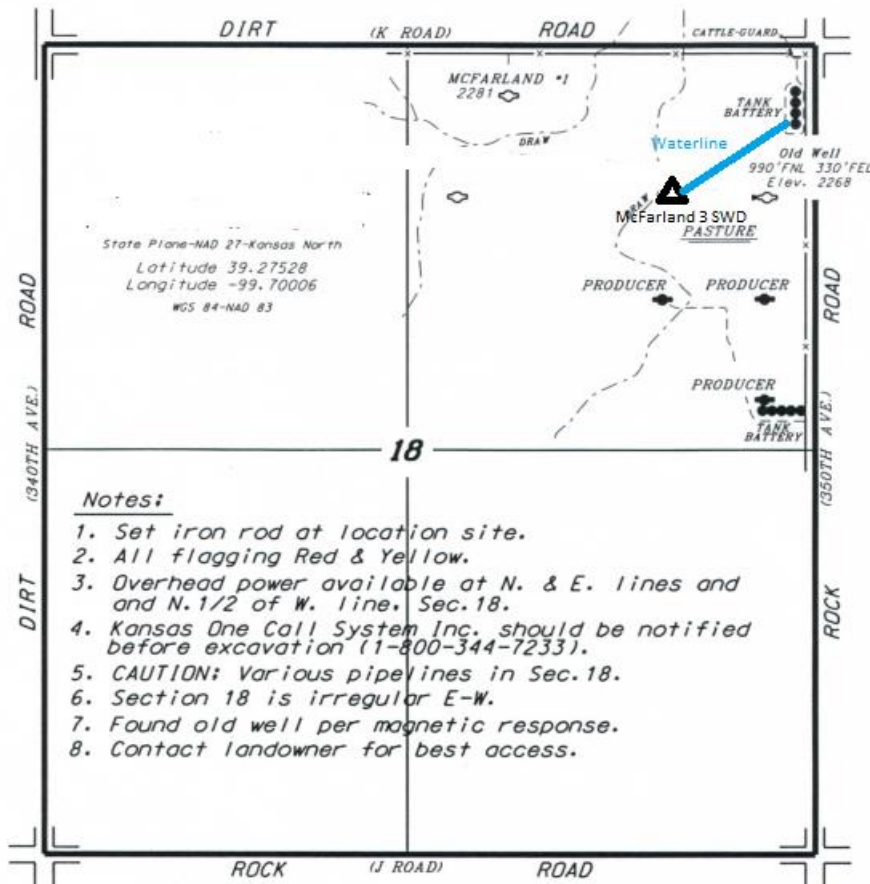 DIRT (K ROAD) ROAD
CATTLE-GUARD
MCFARLAND #1
2281
TANK
BATTERY
DRAW
Waterline
Old Well
990'FNL 330'FEL
Elev. 2268
DRAW
McFarland 3 SWD
PASTURE
State Plane-NAD 27-Kansas North
Latitude 39.27528
Longitude -99.70006
WGS 84-NAD 83
PRODUCER PRODUCER
ROAD
ROAD
PRODUCER
TANK
BATTERY
(340TH AVE.)
(350TH AVE.)
18
Notes:
1. Set iron rod at location site.
2. All flagging Red & Yellow.
3. Overhead power available at N. & E. lines and
and N.1/2 of W. line, Sec.18.
4. Kansas One Call System Inc. should be notified
before excavation (1-800-344-7233).
5. CAUTION: Various pipelines in Sec.18.
6. Section 18 is irregular E-W.
7. Found old well per magnetic response.
8. Contact landowner for best access.
DIRT
ROCK
ROCK (J ROAD) ROAD